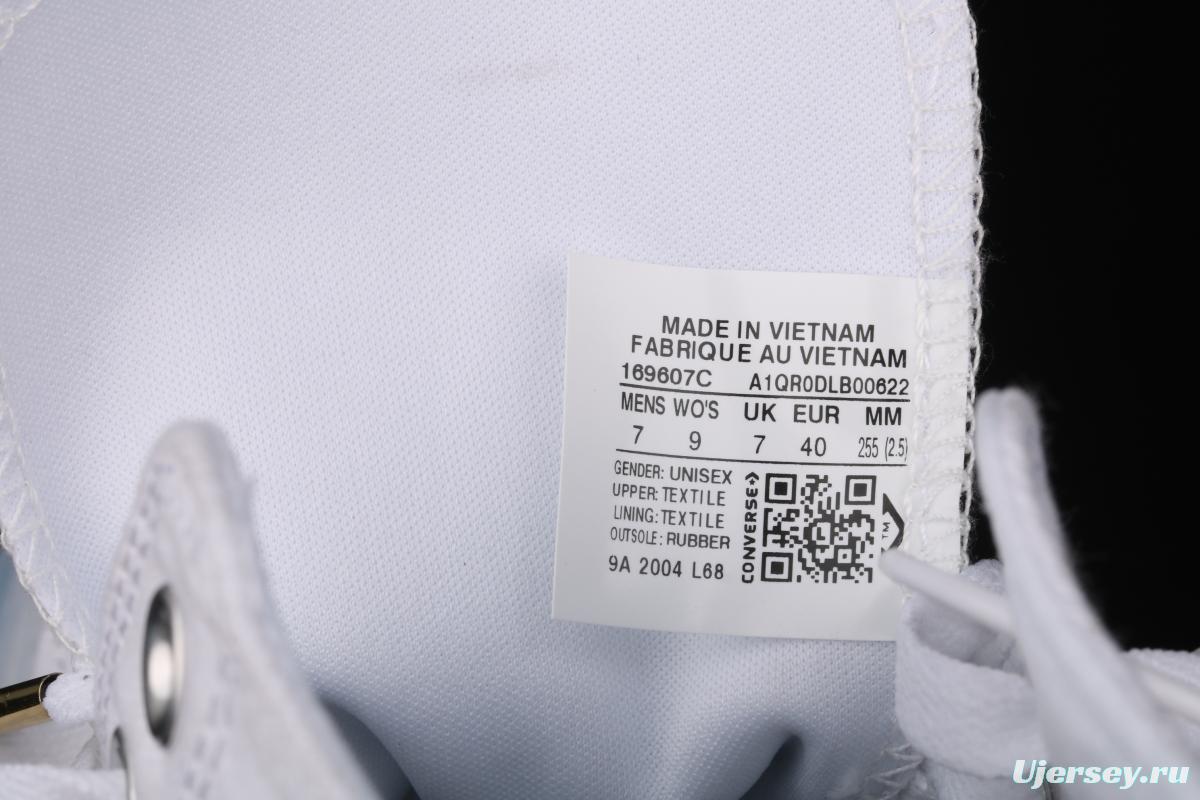 MADE IN VIETNAM
FABRIQUE AU VIETNAM
169607C A1QR0DLB00622
MENS WO'S UK EUR MM
7 9 7 40 255 (2.5)
GENDER: UNISEX
UPPER: TEXTILE
LINING: TEXTILE
OUTSOLE: RUBBER
9A 2004 L68
CONVERSE
TM
Ujersey.ru